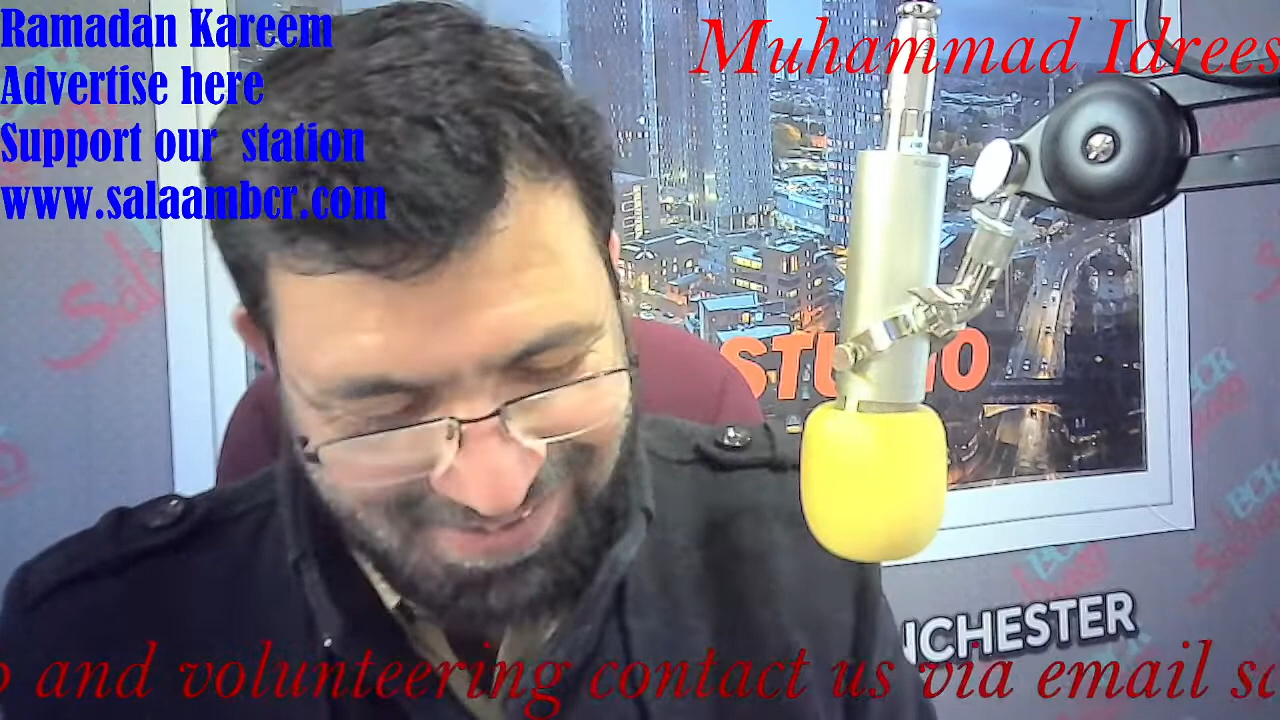 Ramadan Kareem
Muhammad Idrees
Advertise here
Support our station
www.salaambcr.com
and volunteering contact us via email
BCR
NCHESTER